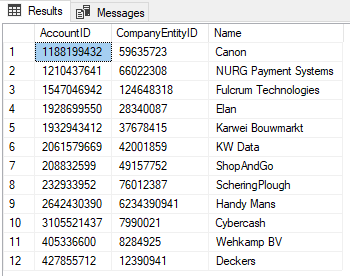 Results Messages
AccountID CompanyEntityID Name
1 1188199432 59635723 Canon
2 1210437641 66022308 NURG Payment Systems
3 1547046942 124648318 Fulcrum Technologies
4 1928699550 28340087 Elan
5 1932943412 37678415 Karwei Bouwmarkt
6 2061579669 42001859 KW Data
7 208832599 49157752 ShopAndGo
8 232933952 76012387 ScheringPlough
9 2642430390 6234390941 Handy Mans
10 3105521437 7990021 Cybercash
11 405336600 8284925 Wehkamp BV
12 427855712 12390941 Deckers